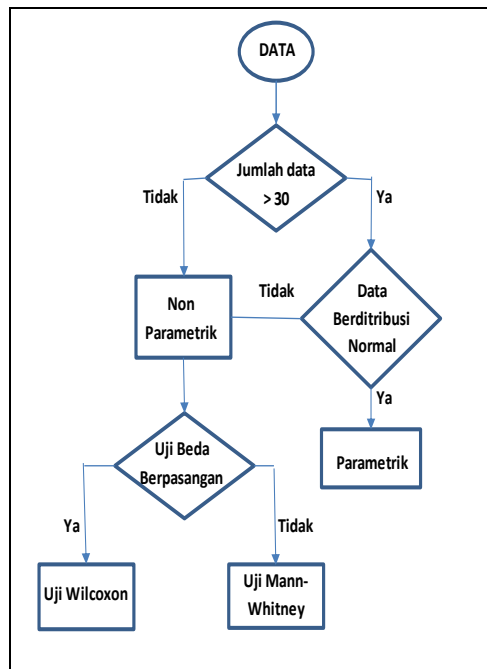 DATA
Jumlah data
> 30
Tidak
Ya
Non
Parametrik
Tidak
Data
Berditribusi
Normal
Ya
Parametrik
Uji Beda
Berpasangan
Ya
Tidak
Uji Wilcoxon
Uji Mann-
Whitney